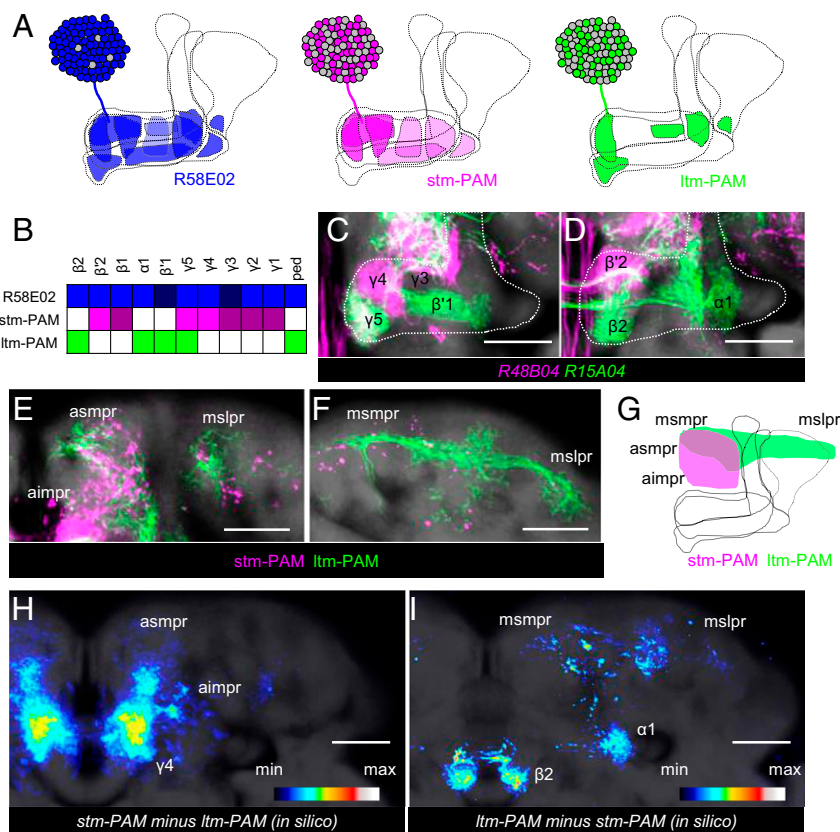 A
R58E02
stm-PAM
ltm-PAM
B
β2 β'2 β1 α1 β'1 γ5 γ4 γ3 γ2 γ1 ped
R58E02
stm-PAM
ltm-PAM
C
γ4
γ3
β'1
γ5
D
β'2
β2
α1
R48B04 R15A04
E
asmpr
mslpr
aimpr
F
msmpr
mslpr
stm-PAM ltm-PAM
G
msmpr
mslpr
asmpr
aimpr
stm-PAM ltm-PAM
H
asmpr
aimpr
γ4
min max
stm-PAM minus ltm-PAM (in silico)
I
msmpr
mslpr
α1
β2
min max
ltm-PAM minus stm-PAM (in silico)